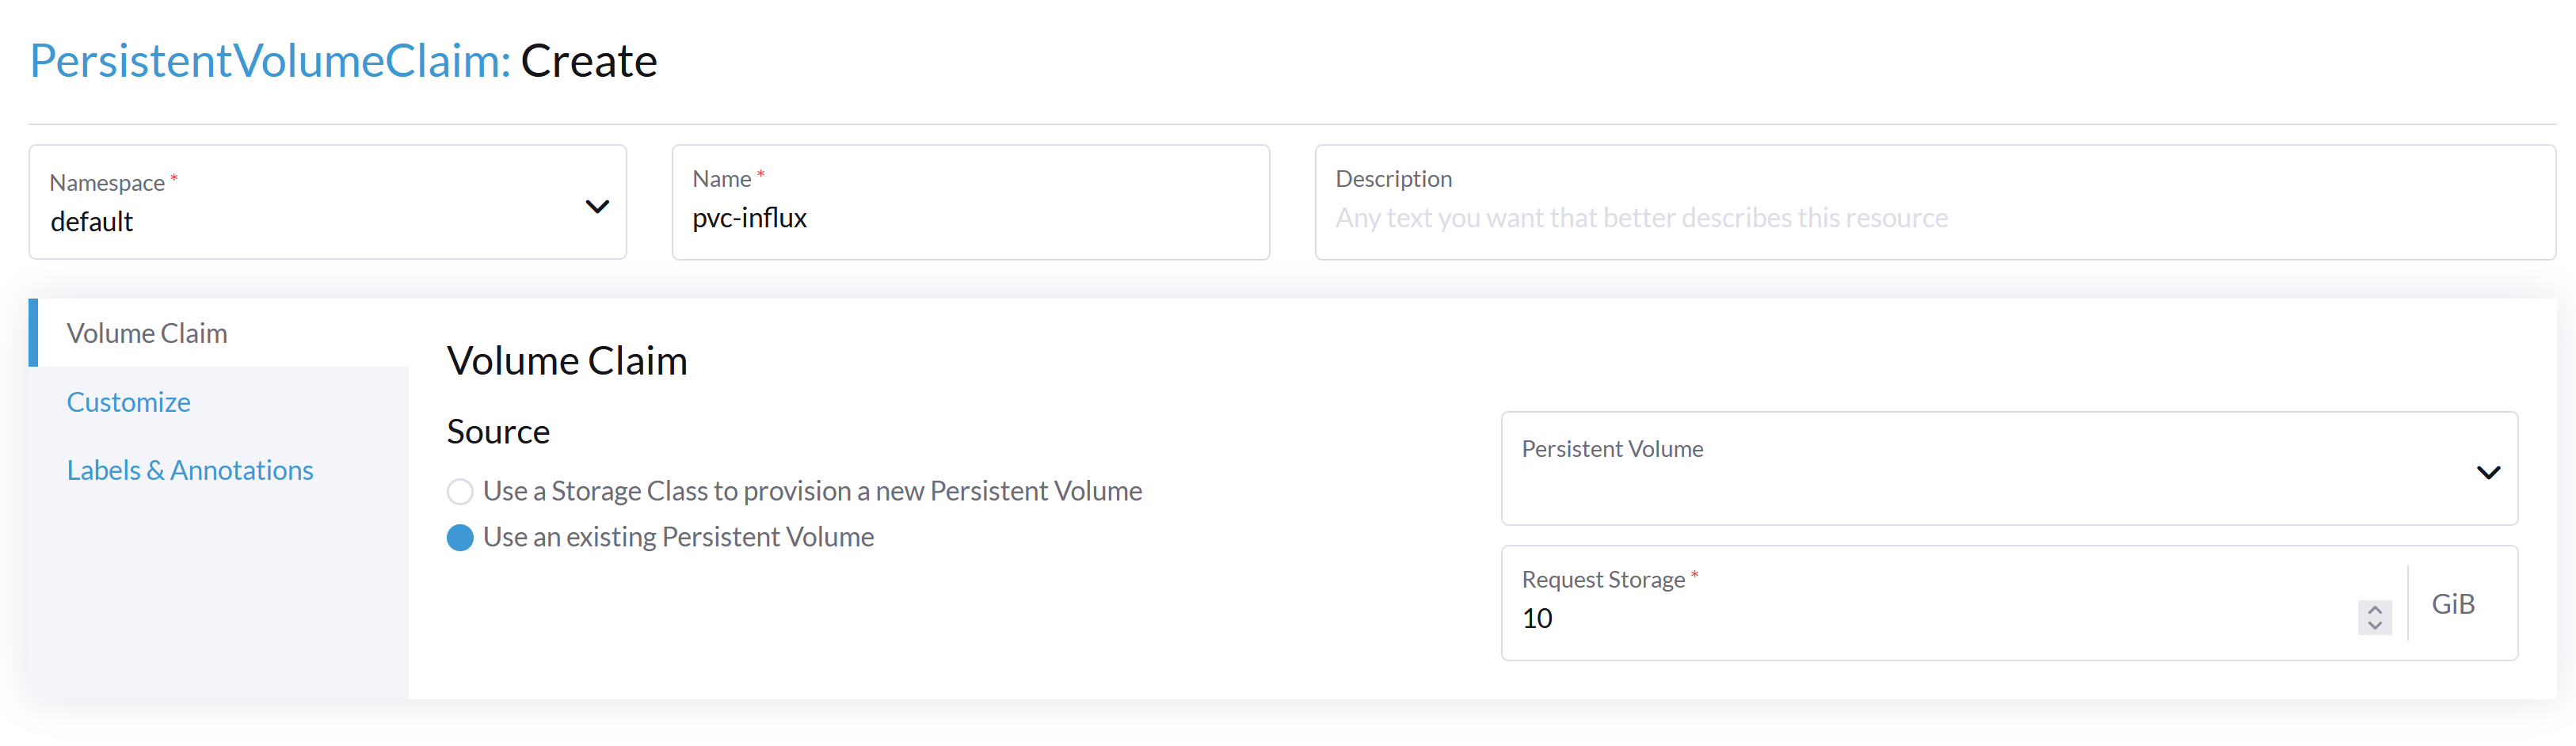 PersistentVolumeClaim: Create
Namespace *
default
Name *
pvc-influx
Description
Any text you want that better describes this resource
Volume Claim
Customize
Labels & Annotations
Volume Claim
Source
Use a Storage Class to provision a new Persistent Volume
Use an existing Persistent Volume
Persistent Volume
Request Storage *
10
GiB